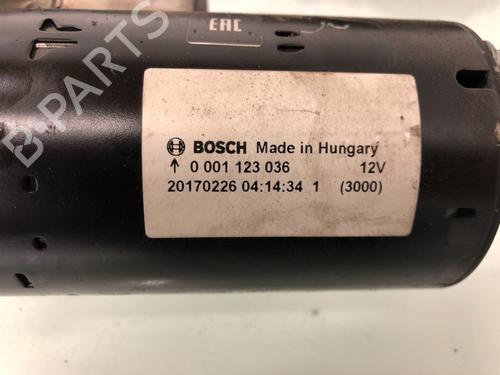 EAC
BOSCH Made in Hungary
↑ 0 001 123 036 12V
20170226 04:14:34 1 (3000)
B-PARTS